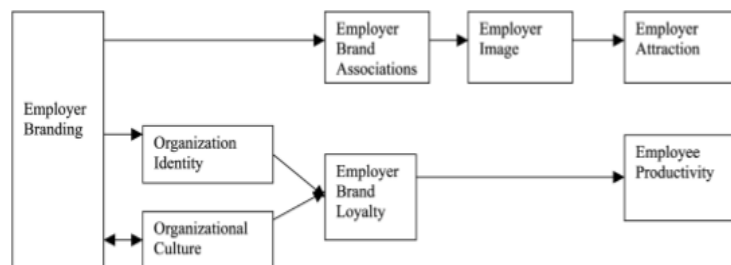 Employer
Branding
Employer
Brand
Associations
Employer
Image
Employer
Attraction
Organization
Identity
Organizational
Culture
Employer
Brand
Loyalty
Employee
Productivity